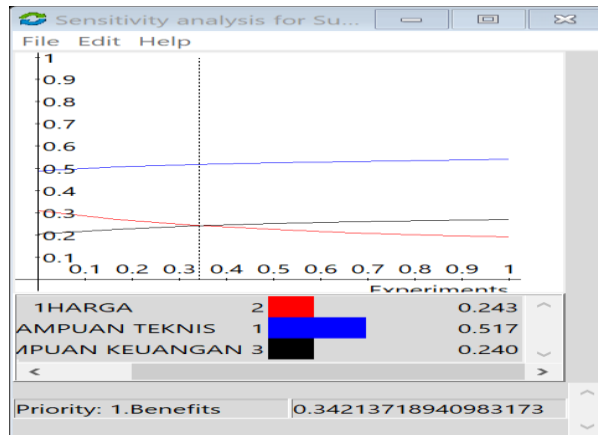 Sensitivity analysis for Su...
File Edit Help
1
0.9
0.8
0.7
0.6
0.5
0.4
0.3
0.2
0.1
0.1 0.2 0.3 0.4 0.5 0.6 0.7 0.8 0.9 1
Experiments
1HARGA 2 0.243
AMPUAN TEKNIS 1 0.517
MPUAN KEUANGAN 3 0.240
Priority: 1.Benefits 0.34213718940983173